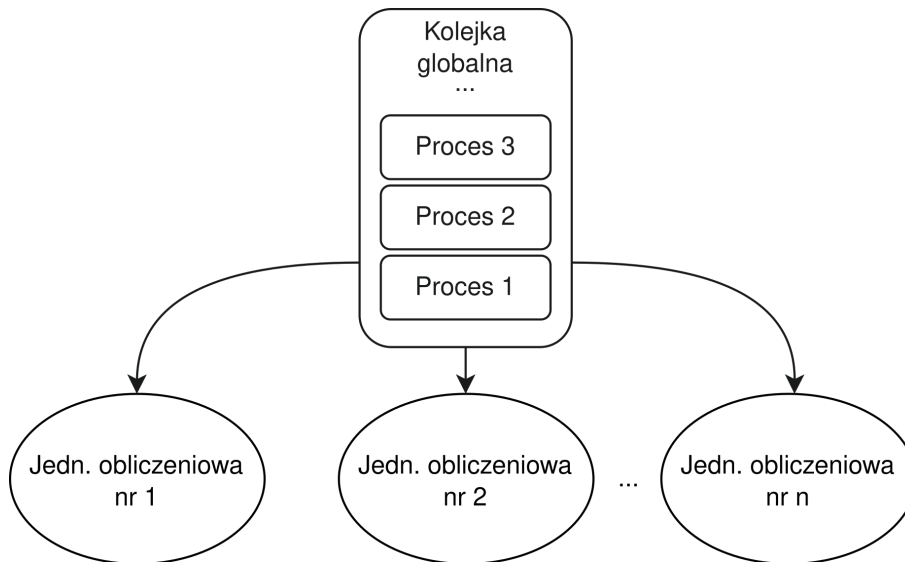 Kolejka
globalna
...
Proces 3
Proces 2
Proces 1
Jedn. obliczeniowa
nr 1
Jedn. obliczeniowa
nr 2
...
Jedn. obliczeniowa
nr n